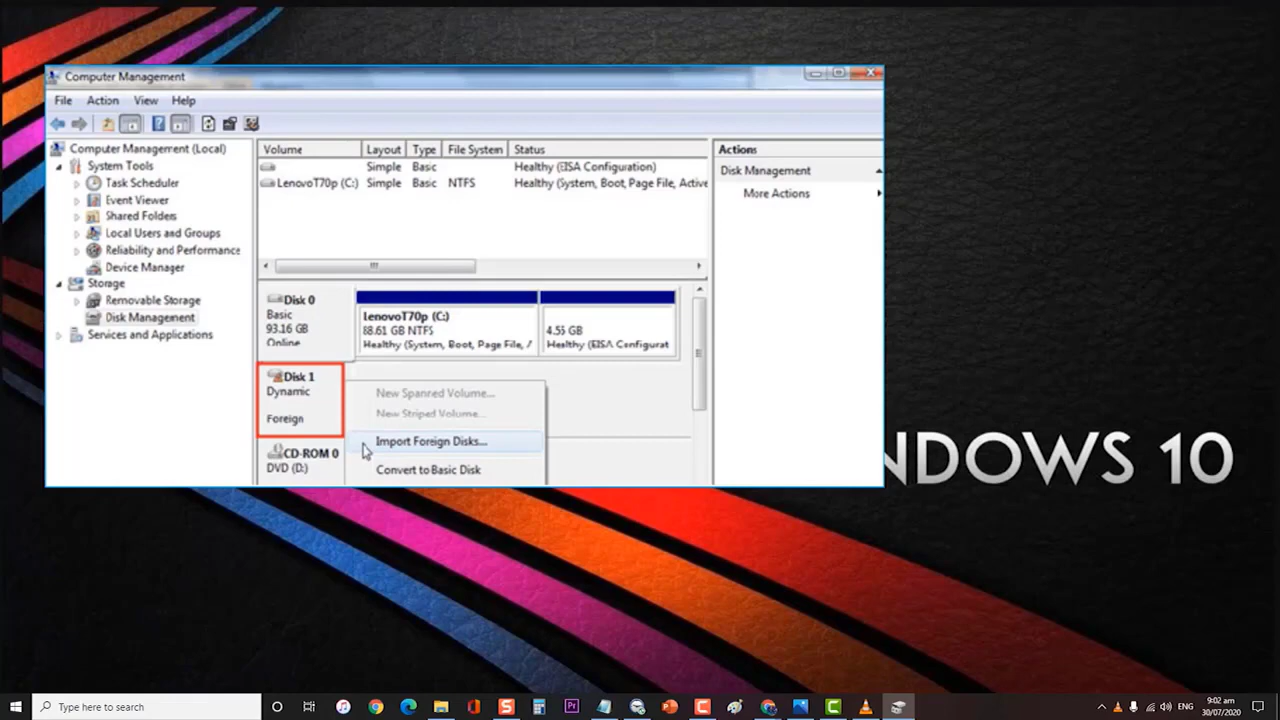 Computer Management
File Action View Help
Computer Management (Local)
System Tools
Task Scheduler
Event Viewer
Shared Folders
Local Users and Groups
Reliability and Performance
Device Manager
Storage
Removable Storage
Disk Management
Services and Applications
Volume Layout Type File System Status
Simple Basic Healthy (EISA Configuration)
LenovoT70p (C:) Simple Basic NTFS Healthy (System, Boot, Page File, Active
Disk 0
Basic
93.16 GB
Online
LenovoT70p (C:)
88.61 GB NTFS
Healthy (System, Boot, Page File, /
4.55 GB
Healthy (EISA Configurat
Disk 1
Dynamic
Foreign
New Spanned Volume...
New Striped Volume...
Import Foreign Disks...
Convert to Basic Disk
CD-ROM 0
DVD (D:)
Actions
Disk Management
More Actions
NDOWS 10
Type here to search
ENG
9:02 am
30/07/2020